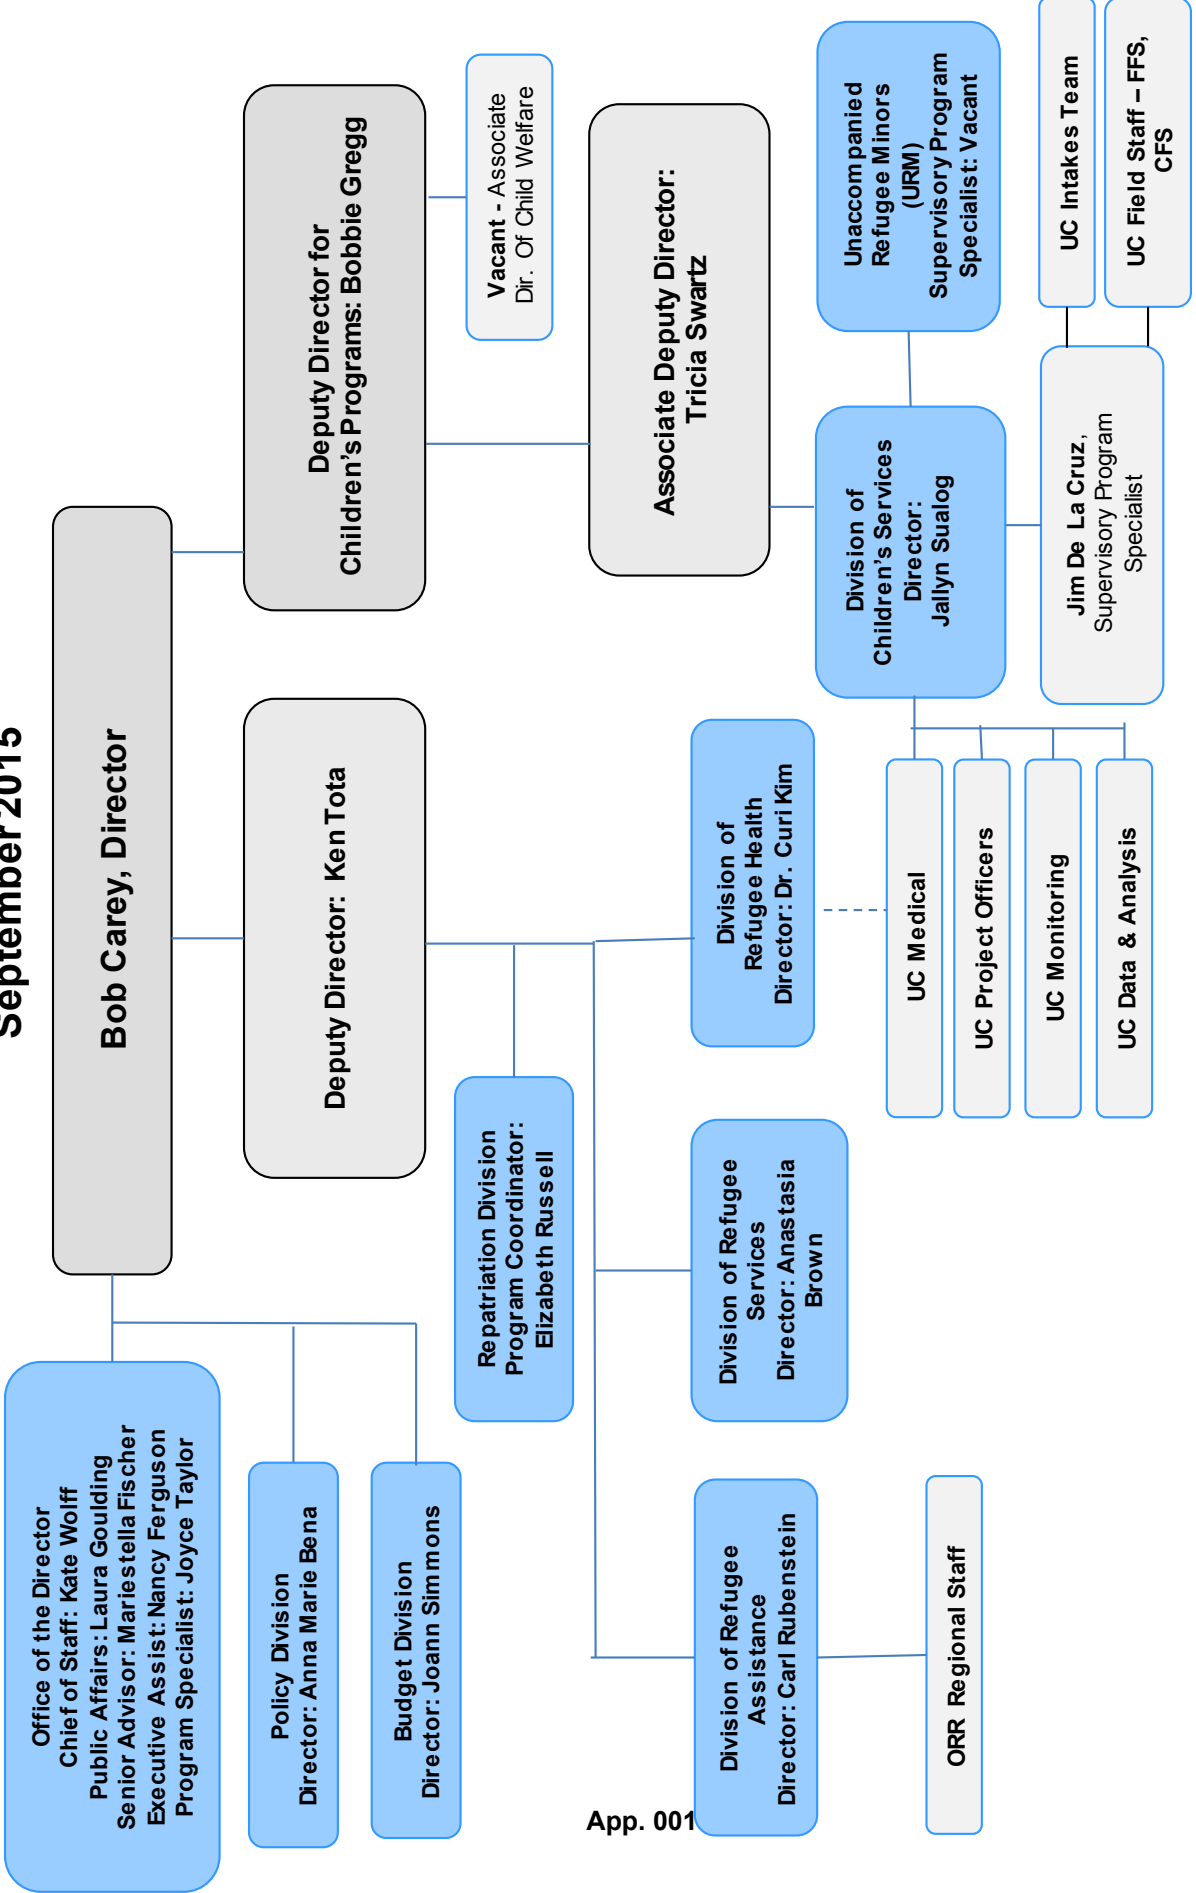 September 2015
Bob Carey, Director
Office of the Director
Chief of Staff: Kate Wolff
Public Affairs: Laura Goulding
Senior Advisor: Mariestella Fischer
Executive Assist: Nancy Ferguson
Program Specialist: Joyce Taylor
Policy Division
Director: Anna Marie Bena
Budget Division
Director: Joann Simmons
Deputy Director: Ken Tota
Deputy Director for
Children's Programs: Bobbie Gregg
Vacant - Associate
Dir. Of Child Welfare
Repatriation Division
Program Coordinator:
Elizabeth Russell
Associate Deputy Director:
Tricia Swartz
Division of Refugee
Assistance
Director: Carl Rubenstein
Division of Refugee
Services
Director: Anastasia
Brown
Division of
Refugee Health
Director: Dr. Curi Kim
Division of
Children's Services
Director:
Jallyn Sualog
Unaccompanied
Refugee Minors
(URM)
Supervisory Program
Specialist: Vacant
ORR Regional Staff
UC Medical
UC Project Officers
UC Monitoring
UC Data & Analysis
Jim De La Cruz,
Supervisory Program
Specialist
UC Intakes Team
UC Field Staff – FFS,
CFS
App. 001